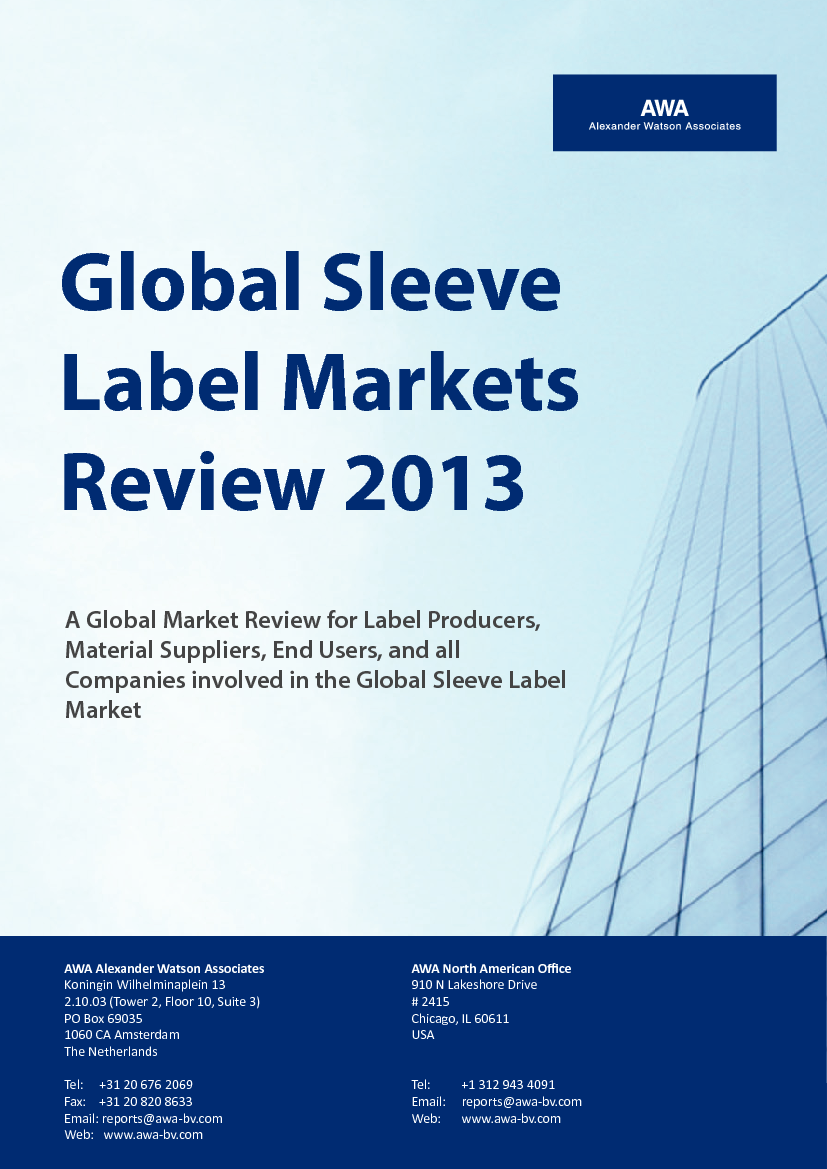 AWA
Alexander Watson Associates
Global Sleeve
Label Markets
Review 2013
A Global Market Review for Label Producers,
Material Suppliers, End Users, and all
Companies involved in the Global Sleeve Label
Market
AWA Alexander Watson Associates
Koningin Wilhelminaplein 13
2.10.03 (Tower 2, Floor 10, Suite 3)
PO Box 69035
1060 CA Amsterdam
The Netherlands
Tel: +31 20 676 2069
Fax: +31 20 820 8633
Email: reports@awa-bv.com
Web: www.awa-bv.com
AWA North American Office
910 N Lakeshore Drive
# 2415
Chicago, IL 60611
USA
Tel: +1 312 943 4091
Email: reports@awa-bv.com
Web: www.awa-bv.com